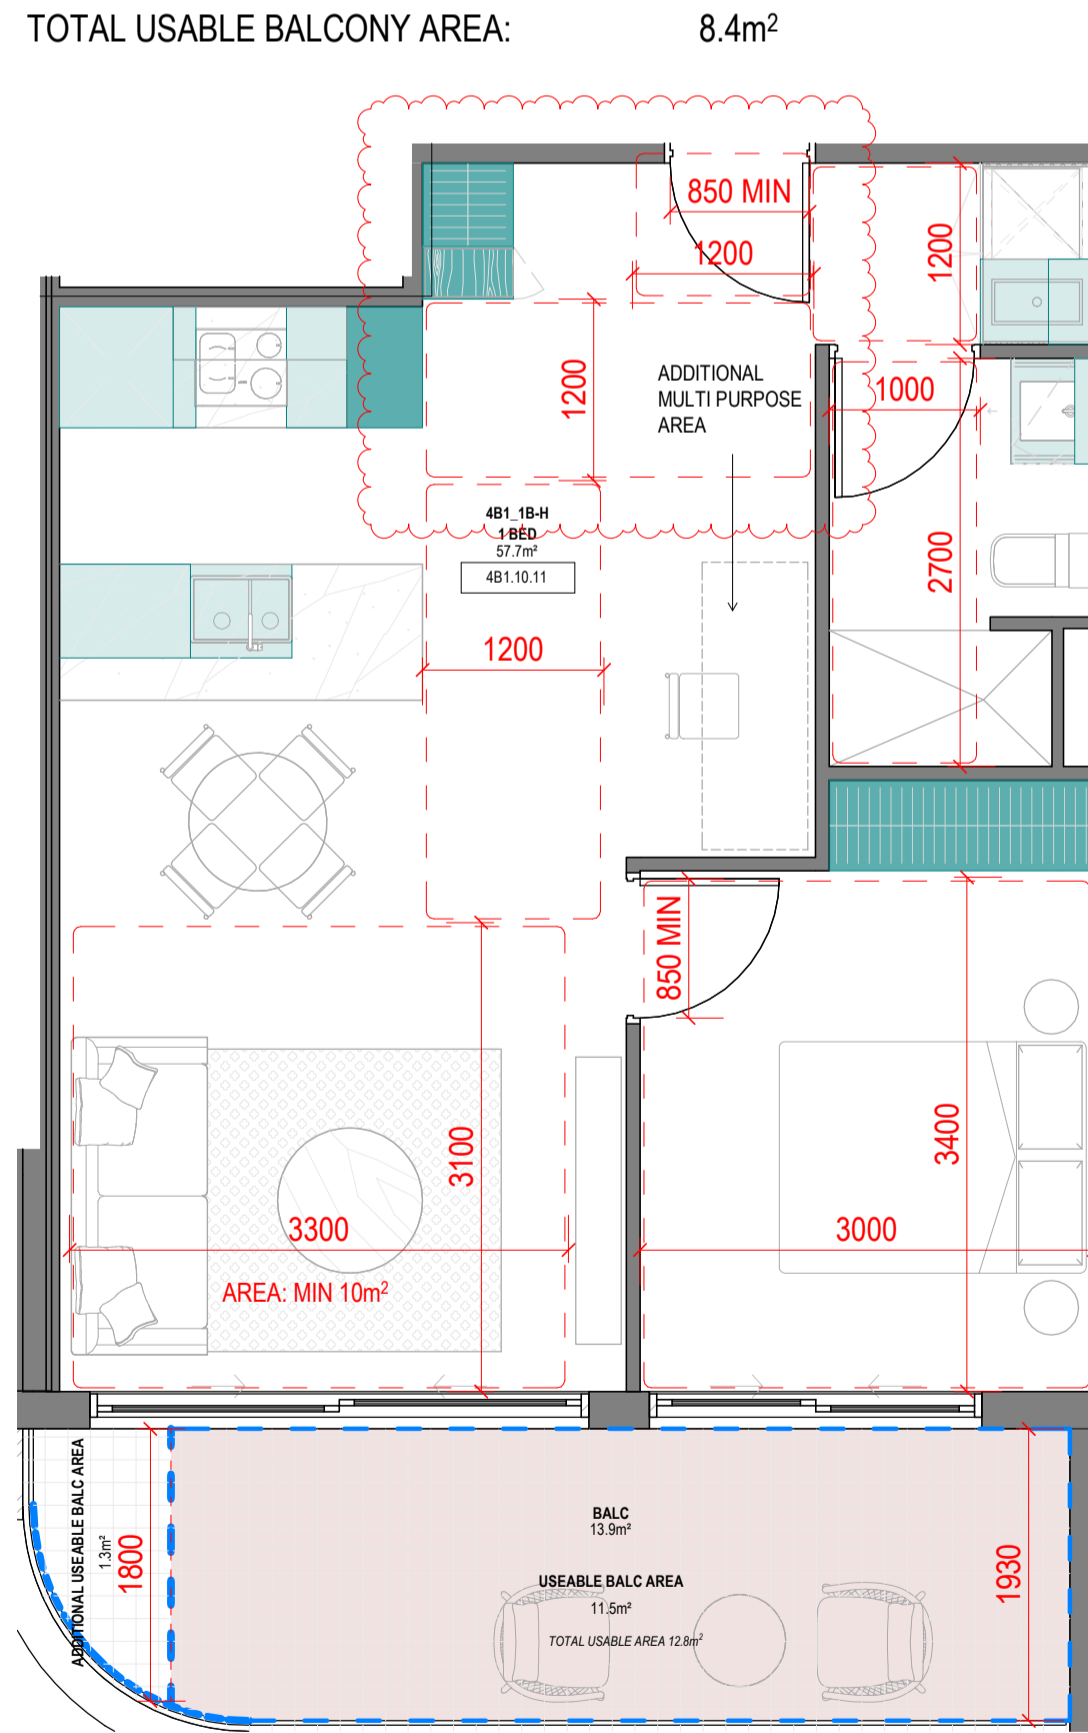 TOTAL USABLE BALCONY AREA: 8.4m²
850 MIN
1200
1200
1200
ADDITIONAL
MULTI PURPOSE
AREA
1000
4B1_1B-H
1 BED
57.7m²
4B1.10.11
2700
1200
850 MIN
3100
3400
3300
3000
AREA: MIN 10m²
ADDITIONAL USEABLE BALC AREA
1.3m²
1800
BALC
13.9m²
USEABLE BALC AREA
11.5m²
TOTAL USABLE AREA 12.8m²
1930